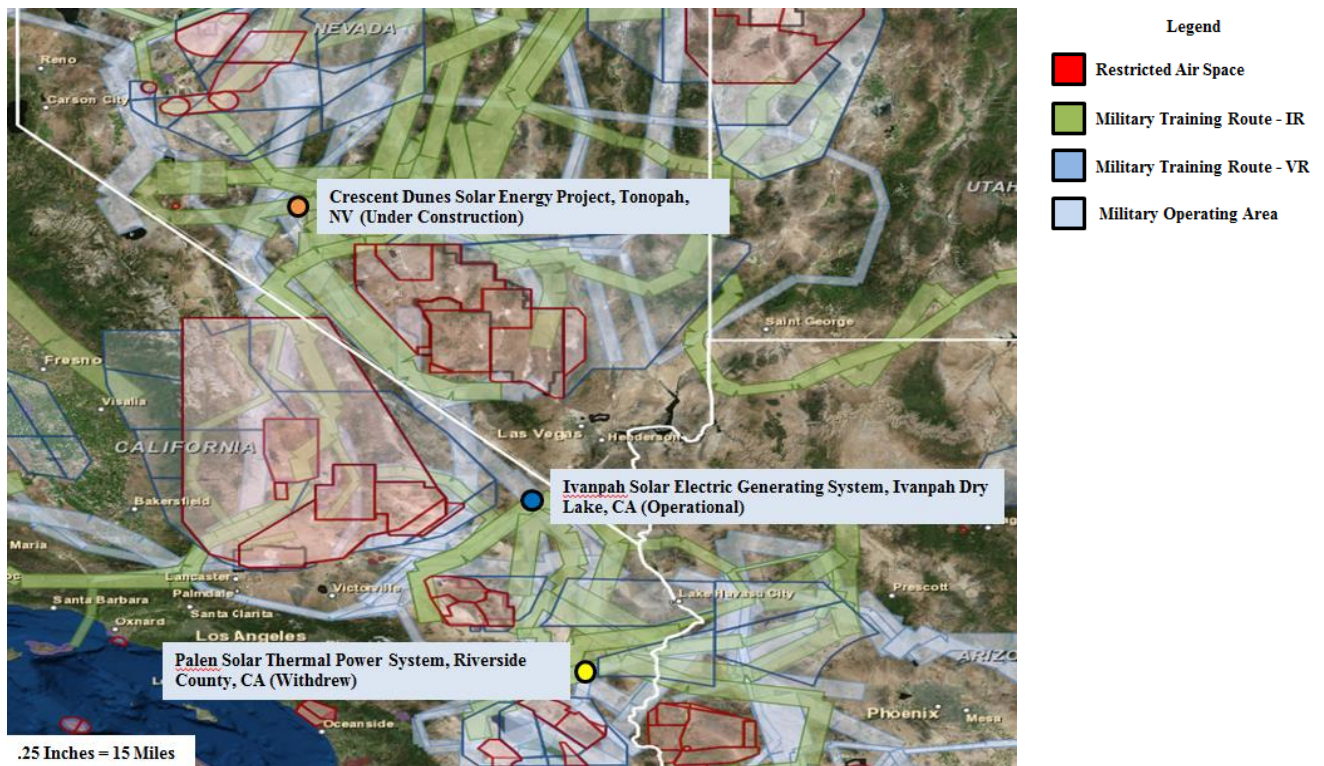 NEVADA
Reno
Carson City
UTAH
Crescent Dunes Solar Energy Project, Tonopah,
NV (Under Construction)
Saint George
Fresno
Visalia
CALIFORNIA
Las Vegas
Henderson
Bakersfield
Ivanpah Solar Electric Generating System, Ivanpah Dry
Lake, CA (Operational)
Maria
Lancaster
Palmdale
Victorville
Santa Barbara
Santa Clarita
Oxnard
Los Angeles
Lake Havasu City
Prescott
Palen Solar Thermal Power System, Riverside
County, CA (Withdrew)
ARIZO
Phoenix
Mesa
Oceanside
.25 Inches = 15 Miles
Legend
Restricted Air Space
Military Training Route - IR
Military Training Route - VR
Military Operating Area